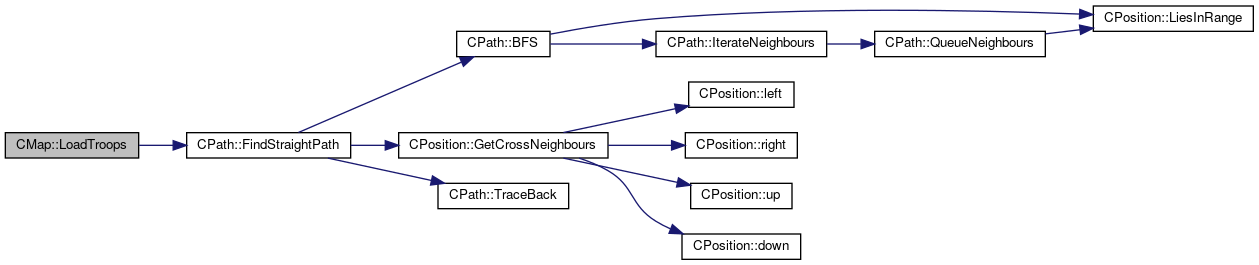 CMap::LoadTroops
CPath::FindStraightPath
CPath::BFS
CPosition::GetCrossNeighbours
CPath::TraceBack
CPath::IterateNeighbours
CPosition::left
CPosition::right
CPosition::up
CPosition::down
CPath::QueueNeighbours
CPosition::LiesInRange